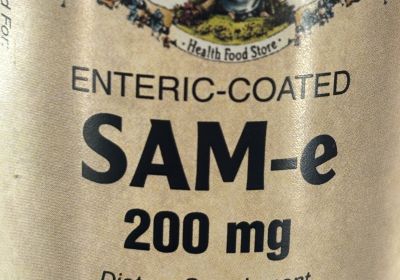 Health Food Store
ENTERIC-COATED
SAM-e
200 mg